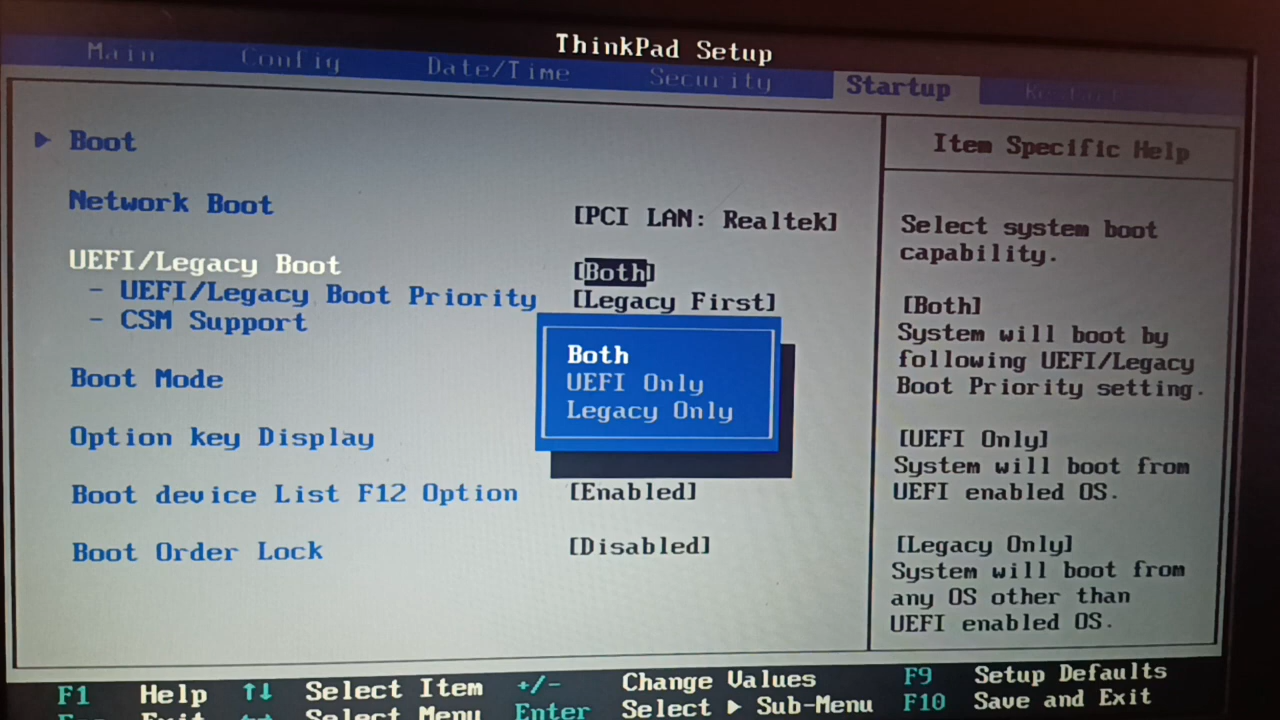 ThinkPad Setup
Main Config Date/Time Security Startup Restart
Boot
Network Boot [PCI LAN: Realtek]
UEFI/Legacy Boot [Both]
- UEFI/Legacy Boot Priority [Legacy First]
- CSM Support
Boot Mode
Option key Display
Boot device List F12 Option [Enabled]
Boot Order Lock [Disabled]
Both
UEFI Only
Legacy Only
Item Specific Help
Select system boot
capability.
[Both]
System will boot by
following UEFI/Legacy
Boot Priority setting.
[UEFI Only]
System will boot from
UEFI enabled OS.
[Legacy Only]
System will boot from
any OS other than
UEFI enabled OS.
F1 Help ↑↓ Select Item +/- Change Values F9 Setup Defaults
Esc Exit ↔ Select Menu Enter Select ▶ Sub-Menu F10 Save and Exit